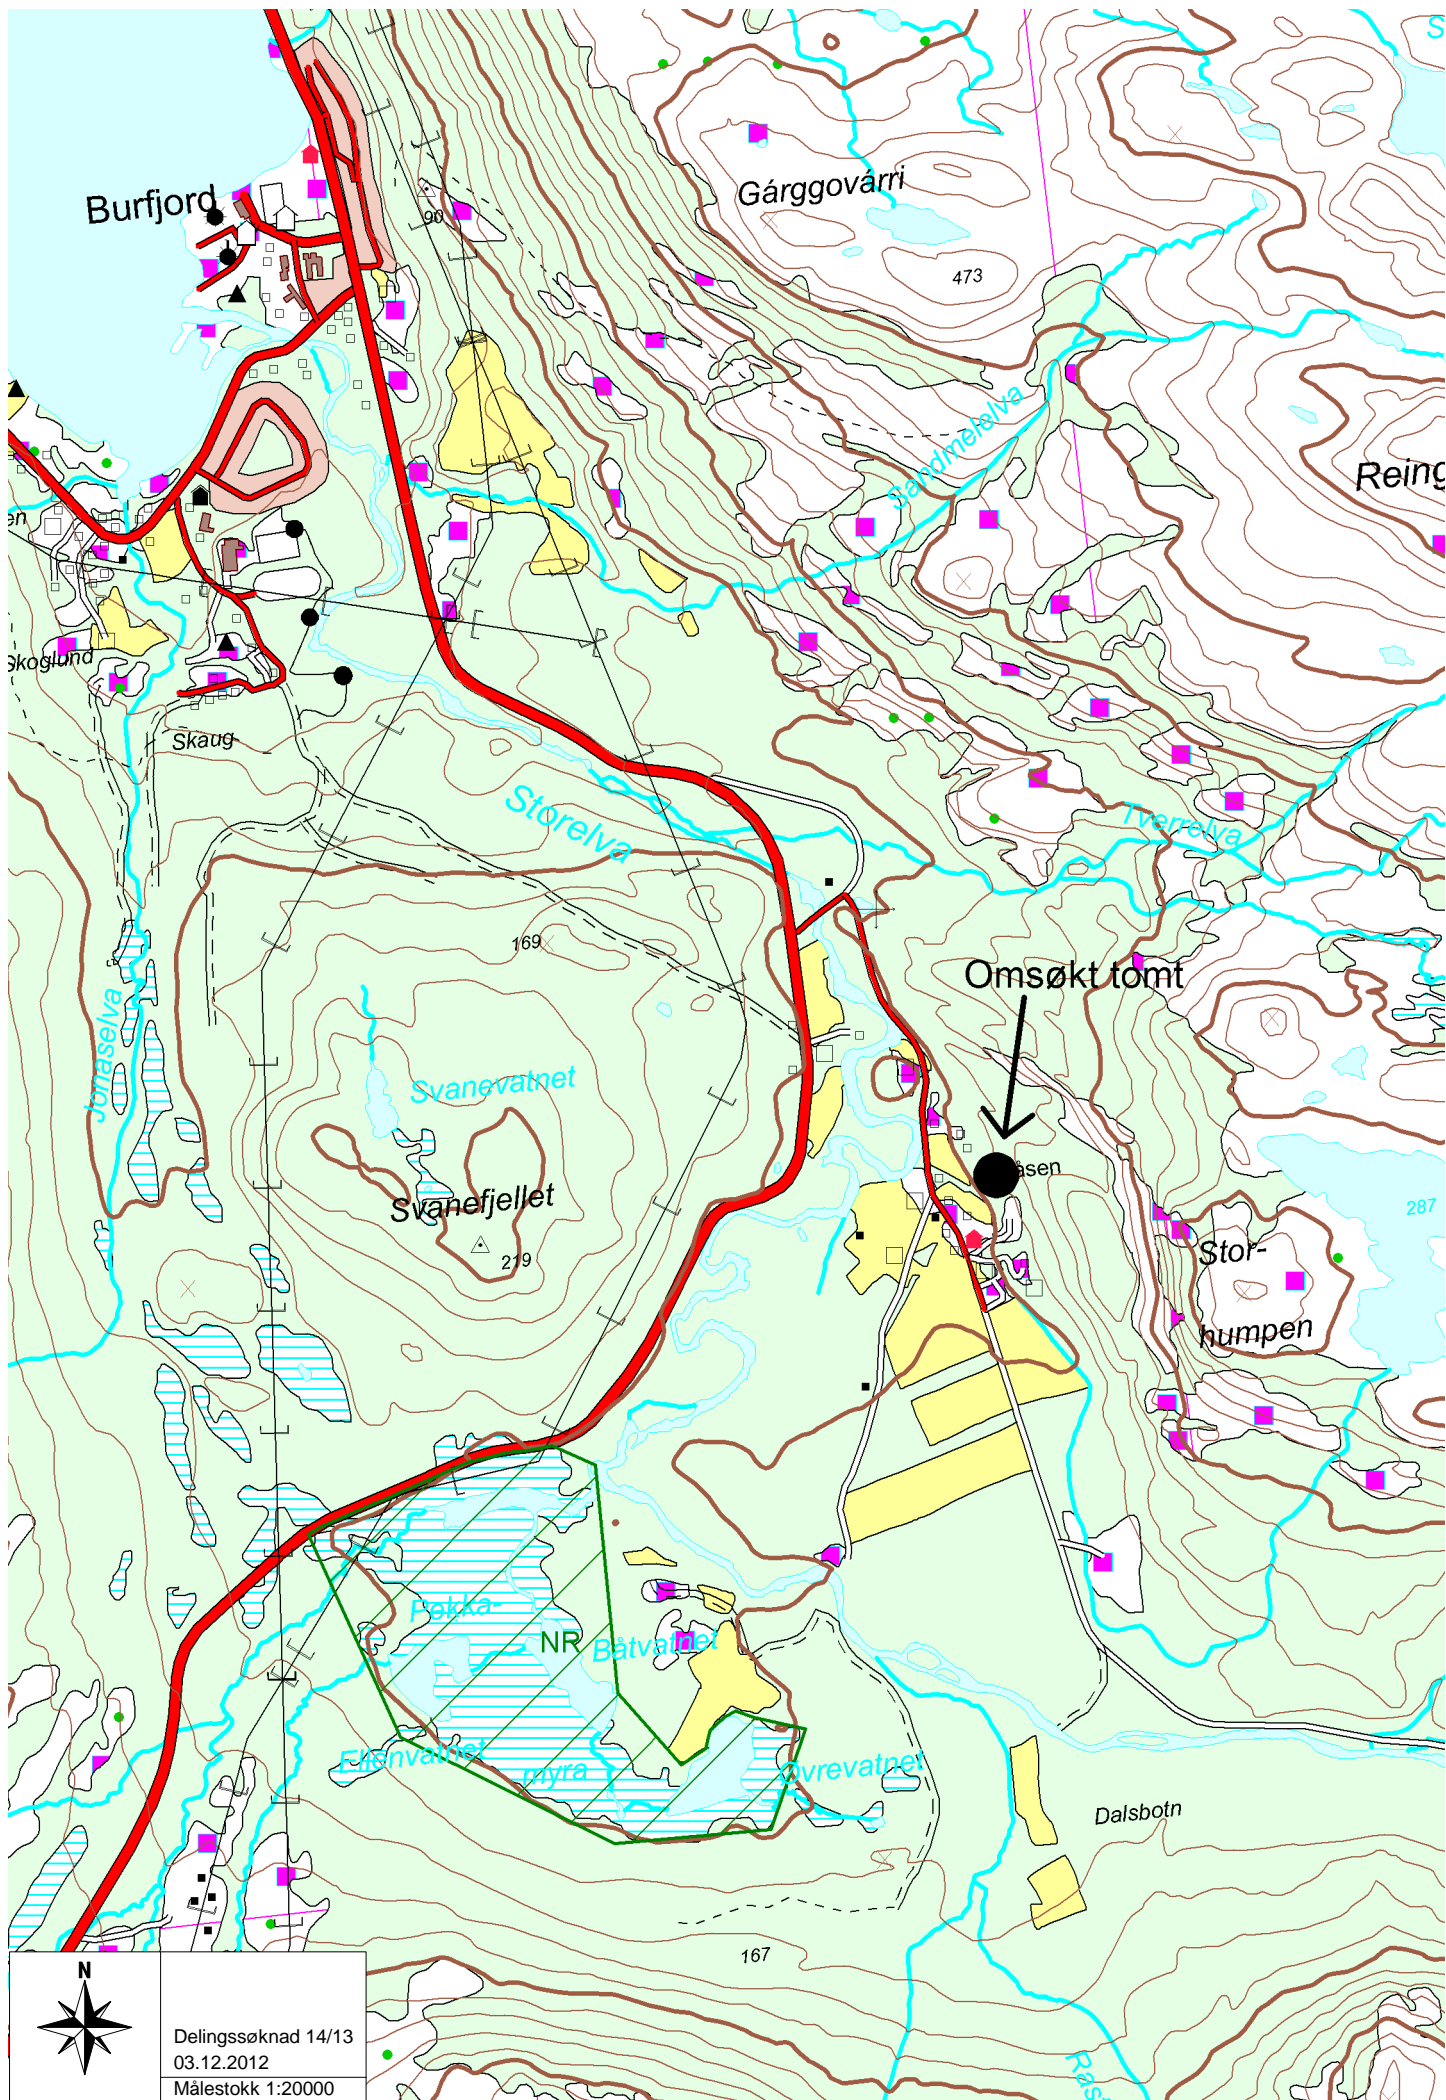 Burfjord
90
Gárggovárri
473
Sandmelelva
Skoglund
Skaug-
Storelva
Tverrelva
169
Omsøkt tomt
Jonaselva
Svanevatnet
åsen
Svanefjellet
219
287
Stor-
humpen
Pokka-
NR
Båtvatnet
Ellenvatnet
myra
Øvrevatnet
Dalsbotn
167
N
Delingssøknad 14/13
03.12.2012
Målestokk 1:20000